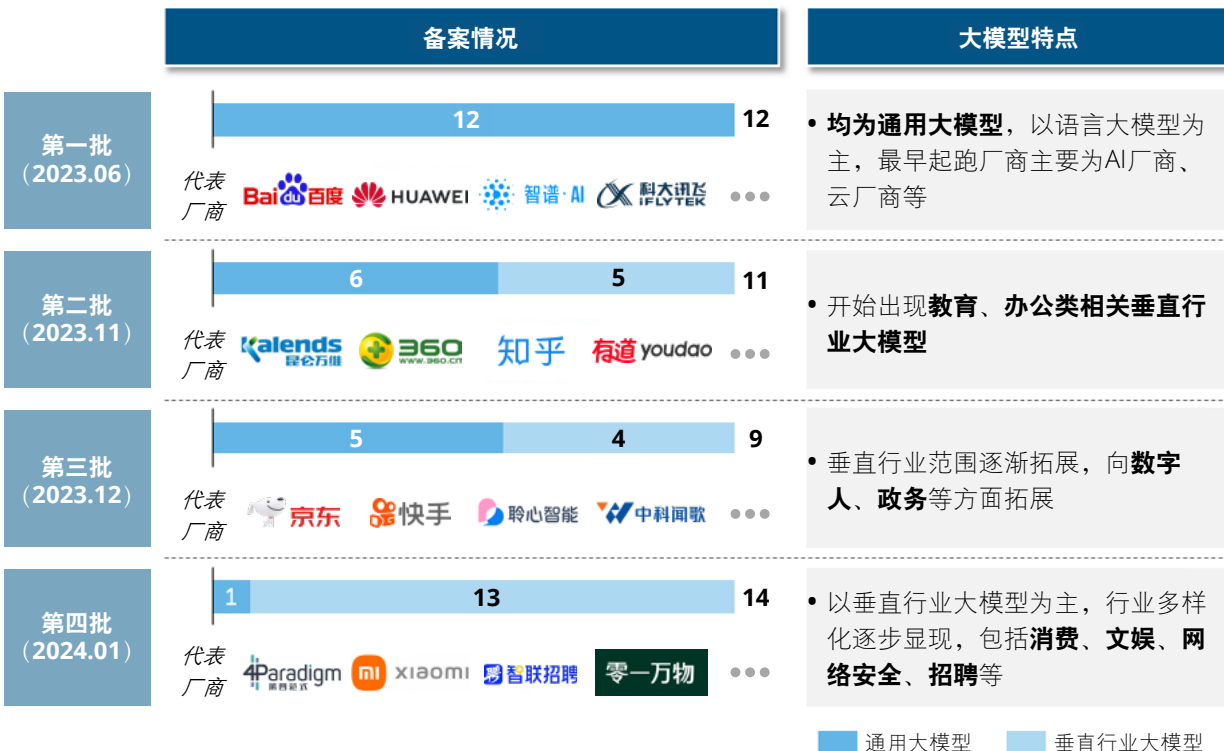 备案情况
大模型特点
第一批
（2023.06）
12
12
代表
厂商
Bai du 百度
HUAWEI
智谱·AI
科大讯飞
iFLYTEK
• 均为通用大模型，以语言大模型为
主，最早起跑厂商主要为AI厂商、
云厂商等
第二批
（2023.11）
6
5
11
代表
厂商
Kalends
昆仑万维
360
www.360.cn
知乎
有道 youdao
• 开始出现教育、办公类相关垂直行
业大模型
第三批
（2023.12）
5
4
9
代表
厂商
京东
快手
聆心智能
中科闻歌
• 垂直行业范围逐渐拓展，向数字
人、政务等方面拓展
第四批
（2024.01）
1
13
14
代表
厂商
4Paradigm
第四范式
mi
xiaomi
智联招聘
零一万物
• 以垂直行业大模型为主，行业多样
化逐步显现，包括消费、文娱、网
络安全、招聘等
通用大模型
垂直行业大模型